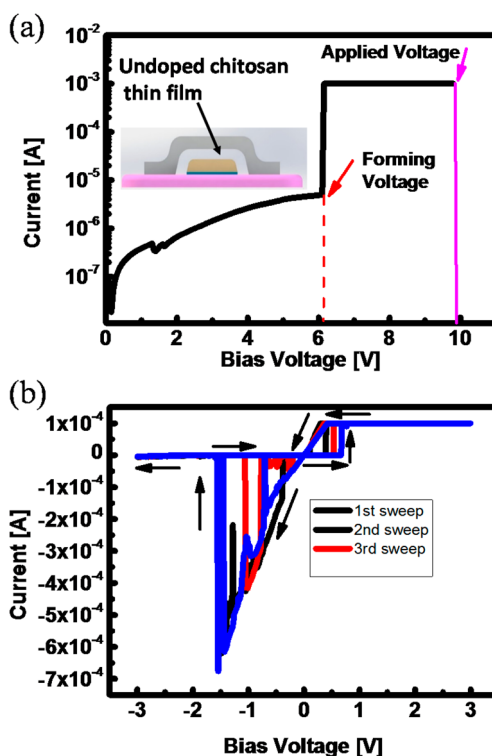 (a)
10⁻²
10⁻³
10⁻⁴
10⁻⁵
10⁻⁶
10⁻⁷
Current [A]
Undoped chitosan
thin film
Applied Voltage
Forming
Voltage
0 2 4 6 8 10
Bias Voltage [V]
(b)
1x10⁻⁴
0
-1x10⁻⁴
-2x10⁻⁴
-3x10⁻⁴
-4x10⁻⁴
-5x10⁻⁴
-6x10⁻⁴
-7x10⁻⁴
Current [A]
1st sweep
2nd sweep
3rd sweep
-3 -2 -1 0 1 2 3
Bias Voltage [V]